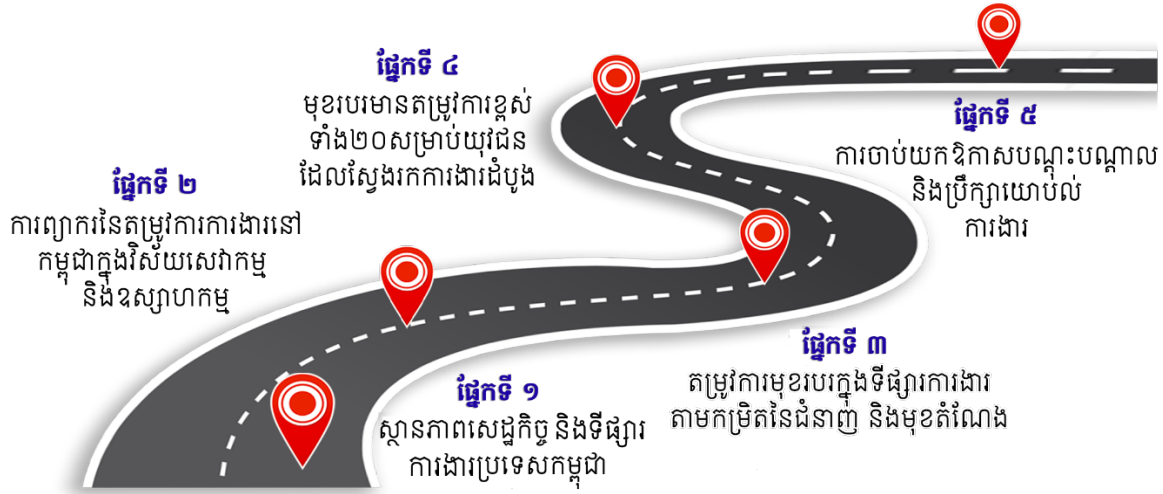 ផ្នែកទី ១
ស្ថានភាពសេដ្ឋកិច្ច និងទីផ្សារ
ការងារប្រទេសកម្ពុជា
ផ្នែកទី ២
ការព្យាករនៃតម្រូវការការងារនៅ
កម្ពុជាក្នុងវិស័យសេវាកម្ម
និងឧស្សាហកម្ម
ផ្នែកទី ៣
តម្រូវការមុខរបរក្នុងទីផ្សារការងារ
តាមកម្រិតនៃជំនាញ និងមុខតំណែង
ផ្នែកទី ៤
មុខរបរមានតម្រូវការខ្ពស់
ទាំង២០សម្រាប់យុវជន
ដែលស្វែងរកការងារដំបូង
ផ្នែកទី ៥
ការចាប់យកឱកាសបណ្តុះបណ្តាល
និងប្រឹក្សាយោបល់
ការងារ